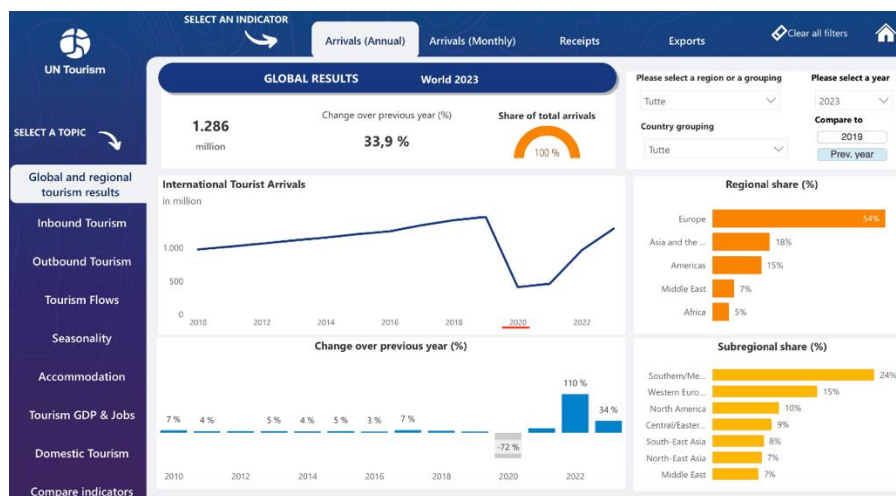 SELECT AN INDICATOR
Arrivals (Annual)
Arrivals (Monthly)
Receipts
Exports
Clear all filters
UN Tourism
SELECT A TOPIC
Global and regional
tourism results
Inbound Tourism
Outbound Tourism
Tourism Flows
Seasonality
Accommodation
Tourism GDP & Jobs
Domestic Tourism
Compare indicators
GLOBAL RESULTS World 2023
1.286
million
Change over previous year (%)
33,9 %
Share of total arrivals
100 %
Please select a region or a grouping
Tutte
Country grouping
Tutte
Please select a year
2023
Compare to
2019
Prev. year
International Tourist Arrivals
in million
1.000
500
0
2010 2012 2014 2016 2018 2020 2022
Regional share (%)
Europe 54%
Asia and the ... 18%
Americas 15%
Middle East 7%
Africa 5%
Change over previous year (%)
7 % 4 % 5 % 4 % 5 % 3 % 7 % -72 % 110 % 34 %
2010 2012 2014 2016 2018 2020 2022
Subregional share (%)
Southern/Me... 24%
Western Euro... 15%
North America 10%
Central/Easter... 9%
South-East Asia 8%
North-East Asia 7%
Middle East 7%